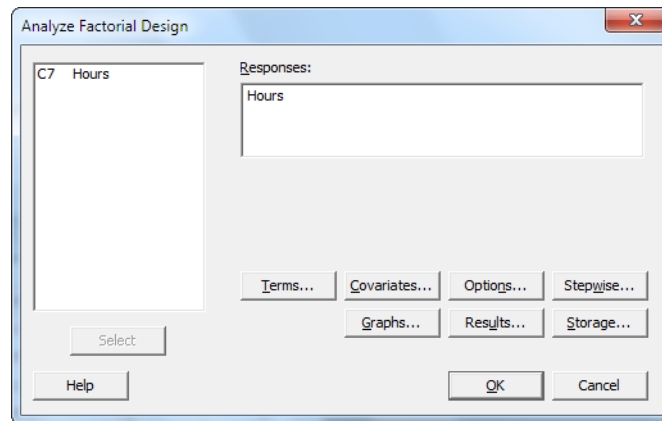 Analyze Factorial Design
C7 Hours
Responses:
Hours
Terms... Covariates... Options... Stepwise...
Graphs... Results... Storage...
Select
Help OK Cancel